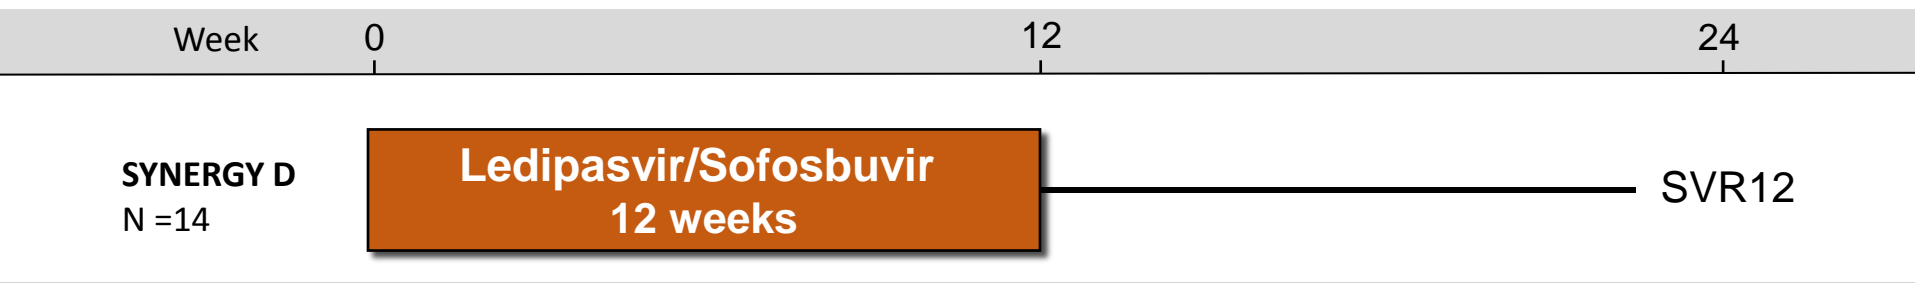 Week 0 12 24
SYNERGY D
N =14
Ledipasvir/Sofosbuvir
12 weeks
SVR12